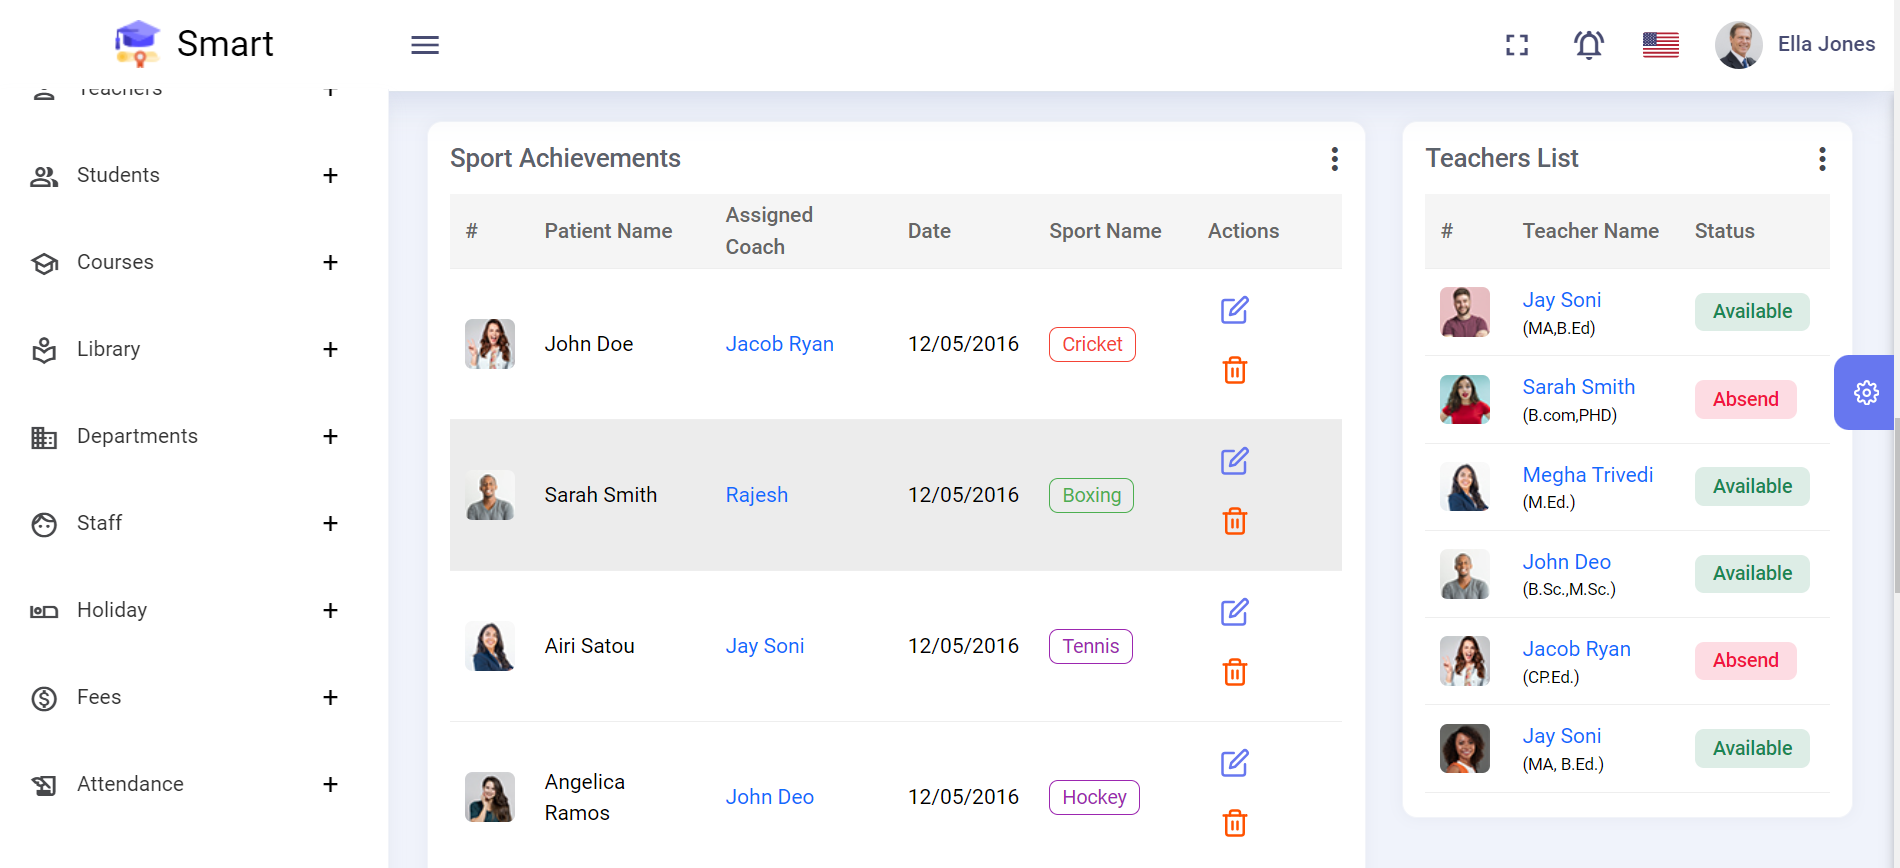 Smart
Ella Jones
Teachers +
Students +
Courses +
Library +
Departments +
Staff +
Holiday +
Fees +
Attendance +
Sport Achievements
# Patient Name Assigned Coach Date Sport Name Actions
John Doe Jacob Ryan 12/05/2016 Cricket
Sarah Smith Rajesh 12/05/2016 Boxing
Airi Satou Jay Soni 12/05/2016 Tennis
Angelica Ramos John Deo 12/05/2016 Hockey
Teachers List
# Teacher Name Status
Jay Soni Available
(MA,B.Ed)
Sarah Smith Absend
(B.com,PHD)
Megha Trivedi Available
(M.Ed.)
John Deo Available
(B.Sc.,M.Sc.)
Jacob Ryan Absend
(CP.Ed.)
Jay Soni Available
(MA, B.Ed.)